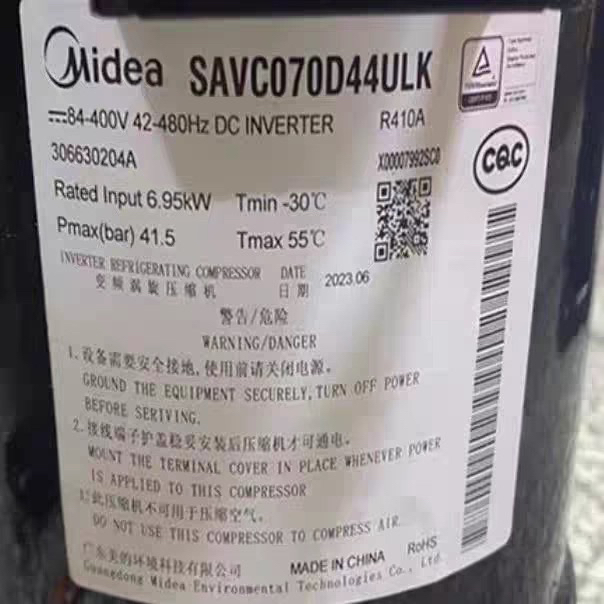 Midea SAVC070D44ULK
84-400V 42-480Hz DC INVERTER R410A
306630204A X00007992SC0
CQC
Rated Input 6.95kW Tmin -30℃
Pmax(bar) 41.5 Tmax 55℃
INVERTER REFRIGERATING COMPRESSOR DATE 2023.06
变频涡旋压缩机 日期
警告/危险
WARNING/DANGER
1.设备需要安全接地,使用前请关闭电源。
GROUND THE EQUIPMENT SECURELY,TURN OFF POWER
BEFORE SERIVING.
2.接线端子护盖稳妥安装后压缩机才可通电。
MOUNT THE TERMINAL COVER IN PLACE WHENEVER POWER
IS APPLIED TO THIS COMPRESSOR
此压缩机不可用于压缩空气。
DO NOT USE THIS COMPRESSOR TO COMPRESS AIR.
广东美的环境科技有限公司 MADE IN CHINA RoHS
Guangdong Midea Environmental Technologies Co., Ltd